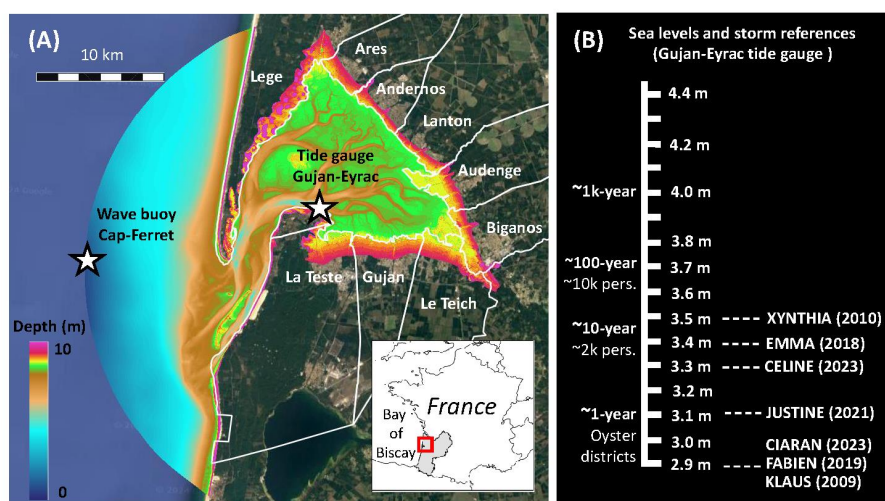 (A)
10 km
Ares
Lege
Andernos
Lanton
Tide gauge
Gujan-Eyrac
Audenge
Wave buoy
Cap-Ferret
Biganos
La Teste
Gujan
Le Teich
Depth (m)
10
0
France
Bay
of
Biscay
(B)
Sea levels and storm references
(Gujan-Eyrac tide gauge )
4.4 m
4.2 m
~1k-year
4.0 m
3.8 m
~100-year
3.7 m
~10k pers.
3.6 m
3.5 m
XYNTHIA (2010)
~10-year
3.4 m
EMMA (2018)
~2k pers.
3.3 m
CELINE (2023)
3.2 m
~1-year
3.1 m
JUSTINE (2021)
Oyster
districts
3.0 m
CIARAN (2023)
2.9 m
FABIEN (2019)
KLAUS (2009)